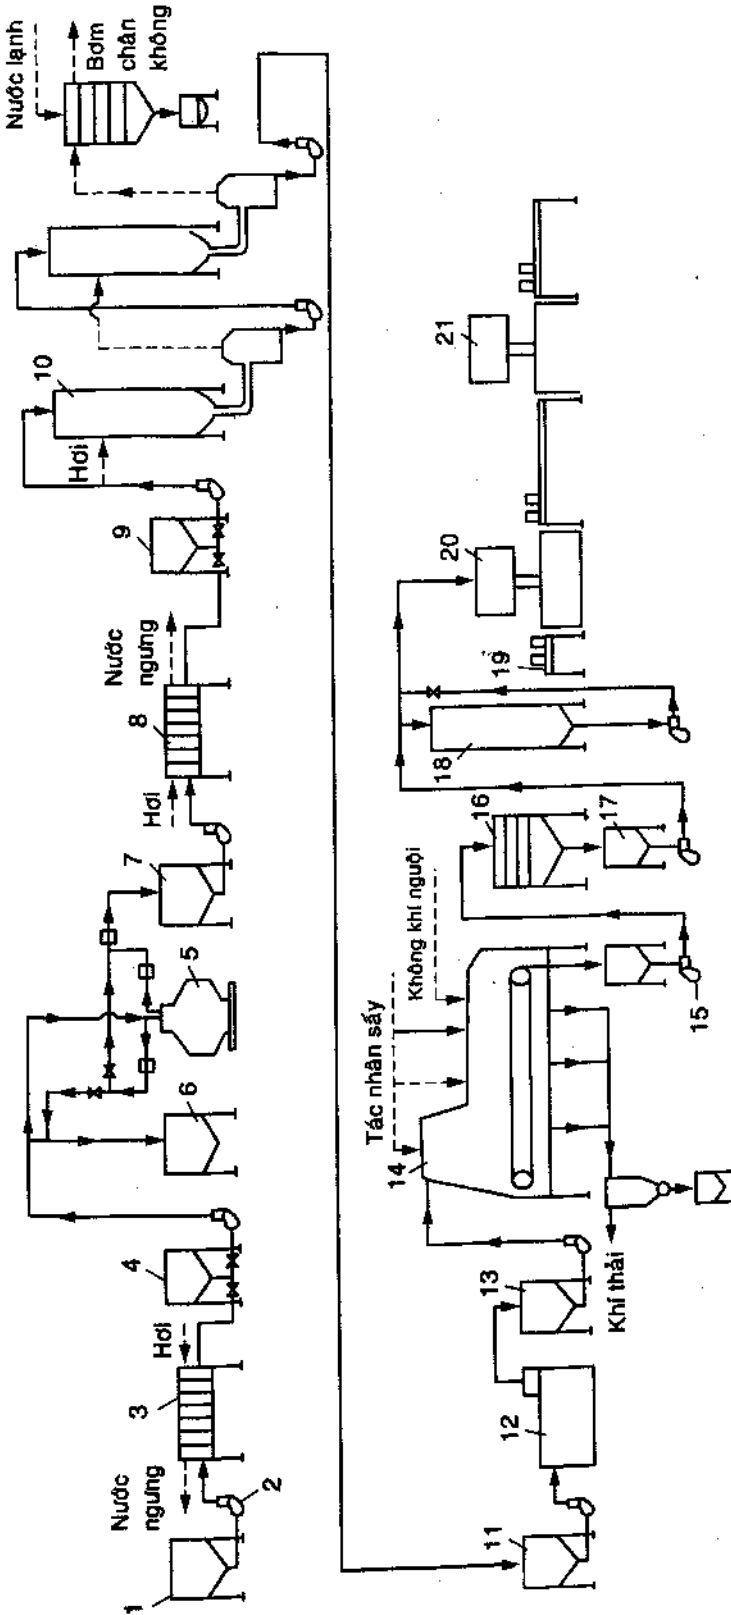 1
Nước
ngưng
2
3
Hơi
4
6
5
7
Hơi
8
Nước
ngưng
9
Hơi
10
Nước lạnh
Bơm
chân
không
11
12
13
Khí thải
14
Tác nhân sấy
Không khí nguội
15
16
17
18
19
20
21